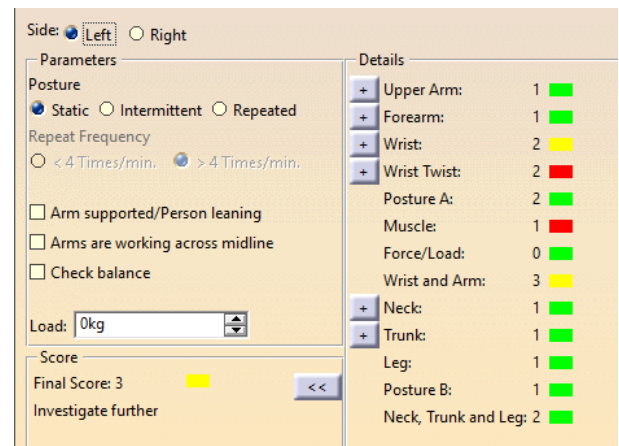 Side: Left Right
Parameters
Posture
Static Intermittent Repeated
Repeat Frequency
< 4 Times/min. > 4 Times/min.
Arm supported/Person leaning
Arms are working across midline
Check balance
Load: 0kg
Score
Final Score: 3
<<
Investigate further
Details
+ Upper Arm: 1
+ Forearm: 1
+ Wrist: 2
+ Wrist Twist: 2
Posture A: 2
Muscle: 1
Force/Load: 0
Wrist and Arm: 3
+ Neck: 1
+ Trunk: 1
Leg: 1
Posture B: 1
Neck, Trunk and Leg: 2